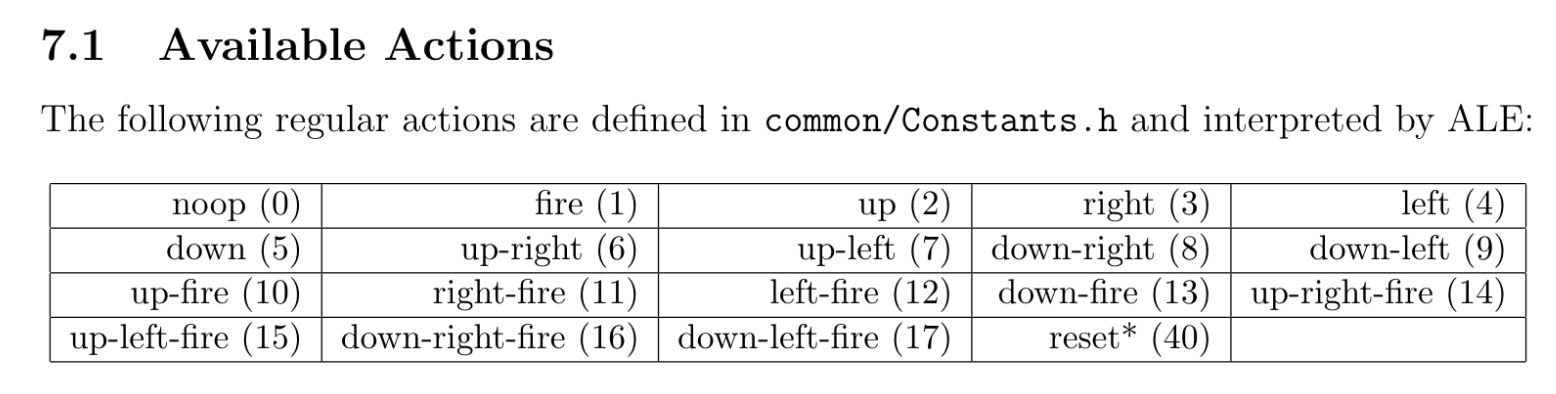 7.1 Available Actions
The following regular actions are defined in common/Constants.h and interpreted by ALE:
noop (0) fire (1) up (2) right (3) left (4)
down (5) up-right (6) up-left (7) down-right (8) down-left (9)
up-fire (10) right-fire (11) left-fire (12) down-fire (13) up-right-fire (14)
up-left-fire (15) down-right-fire (16) down-left-fire (17) reset* (40)